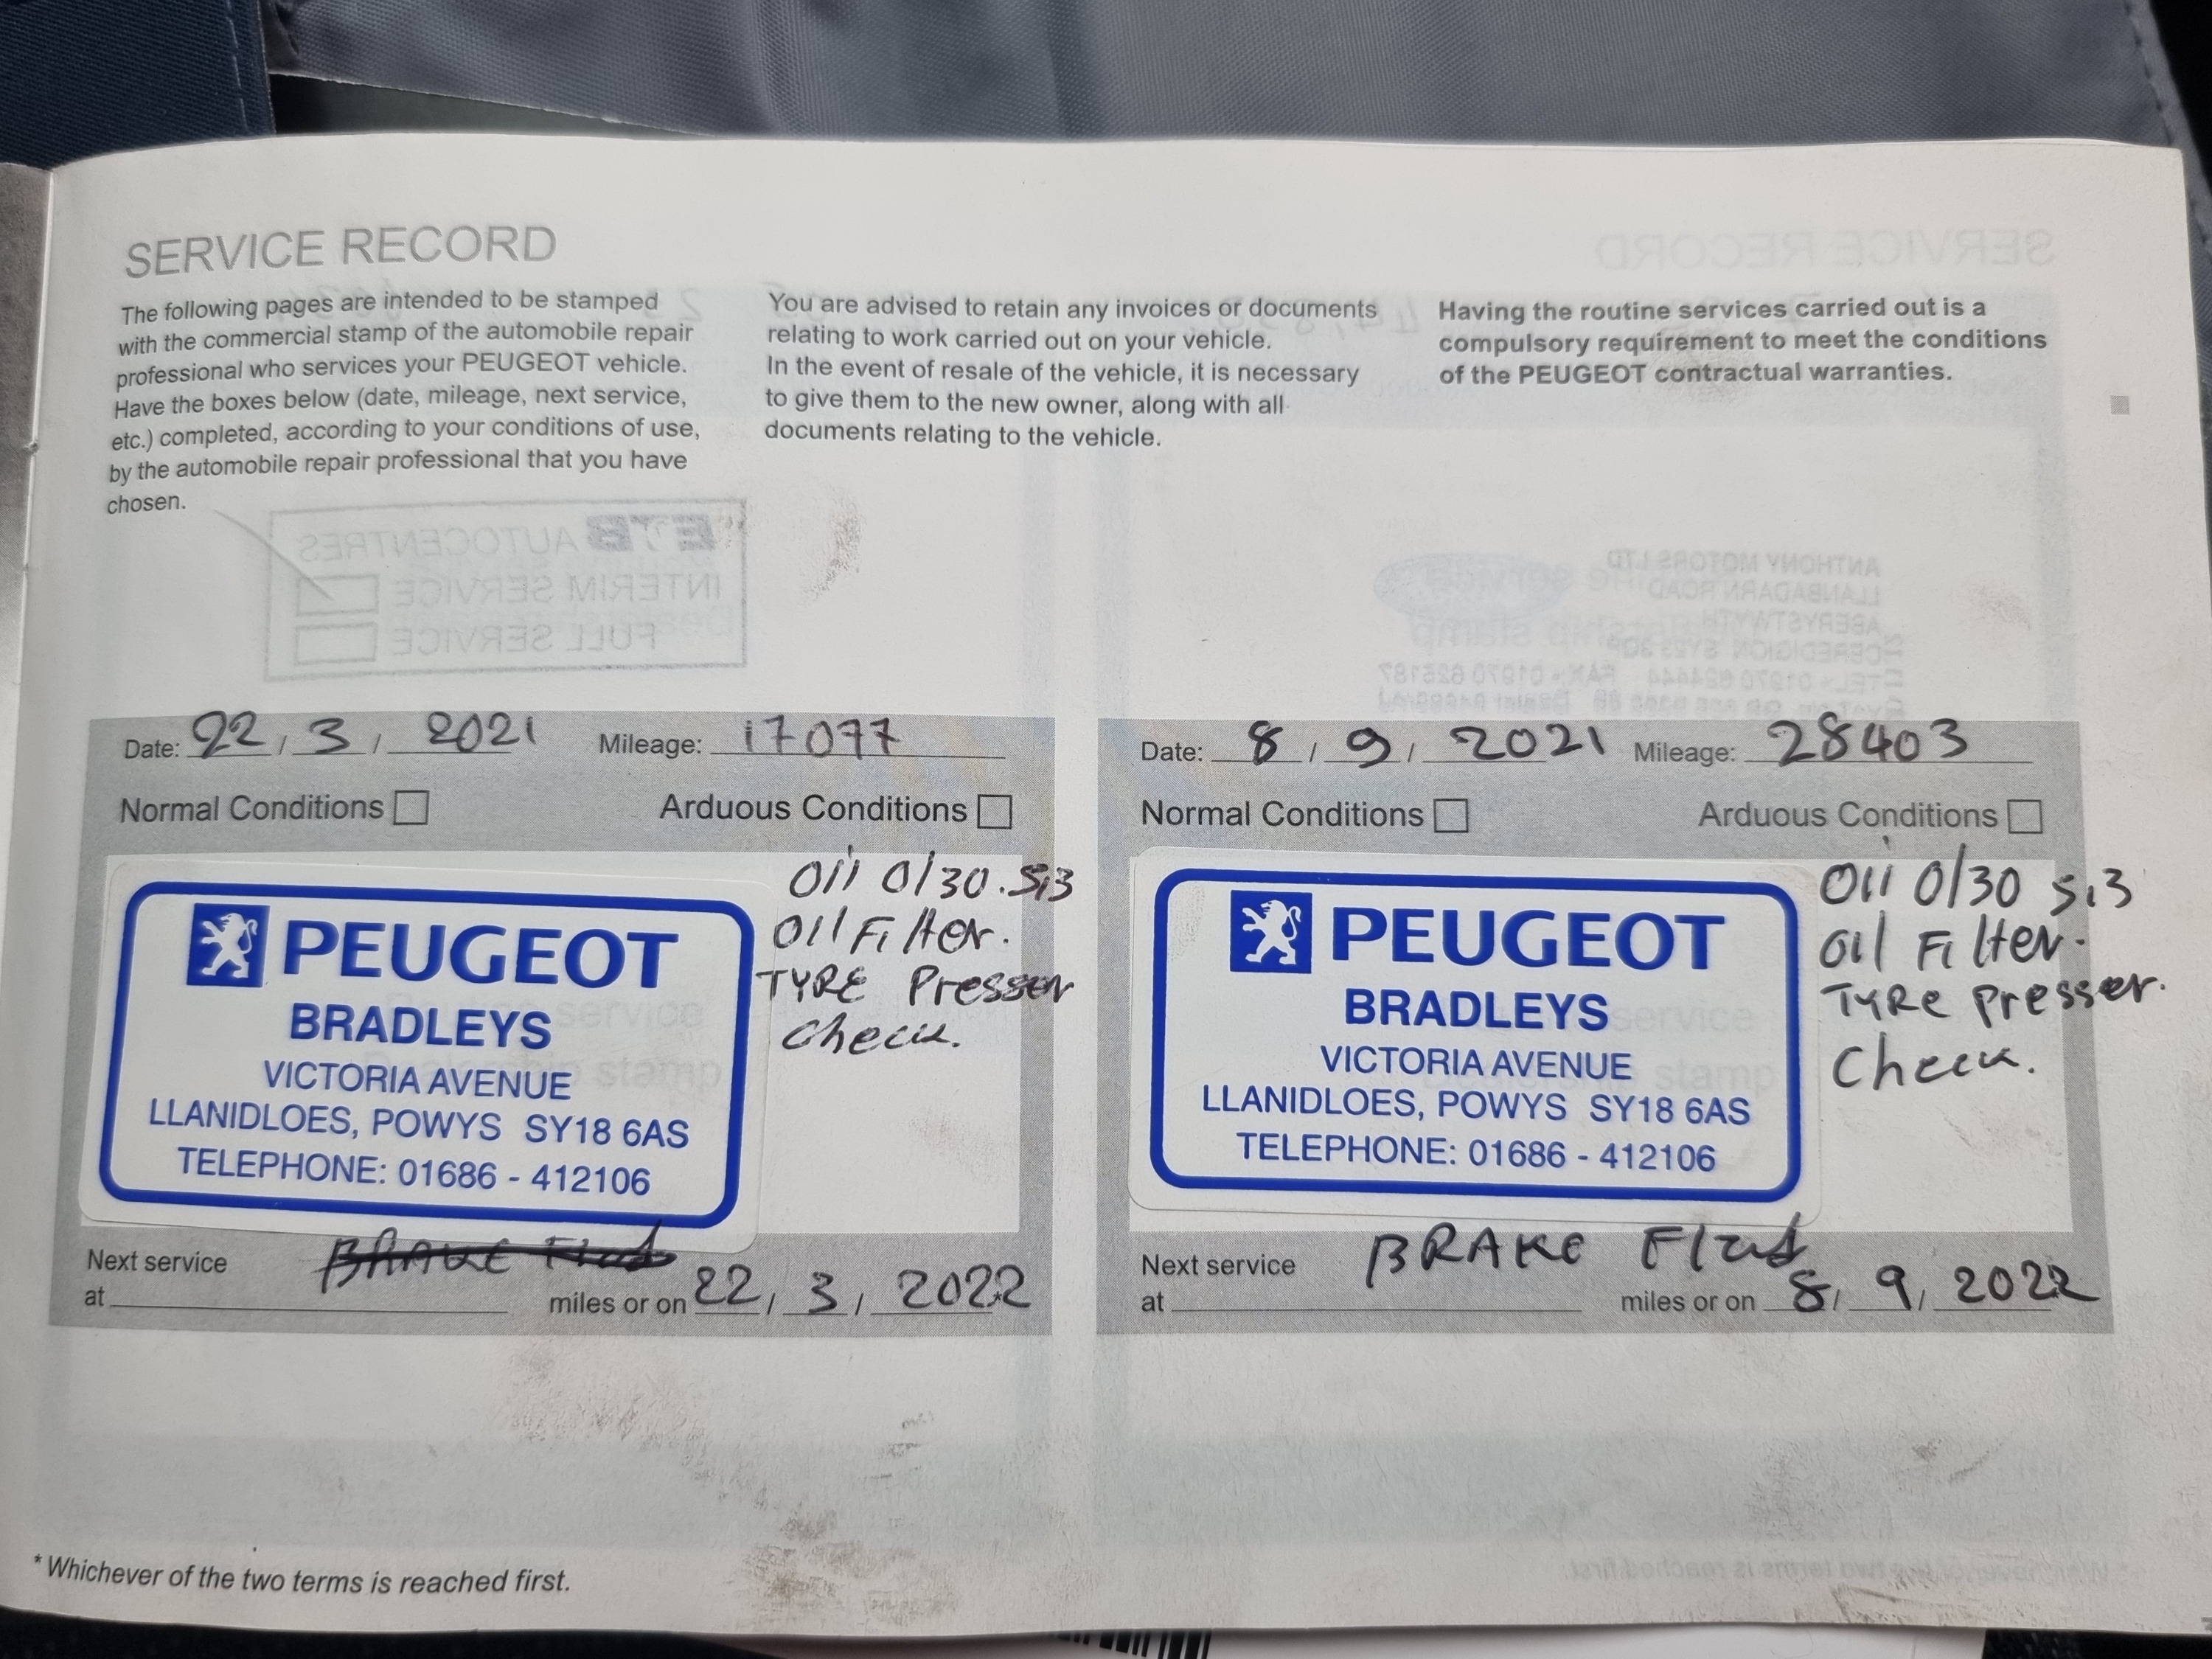 SERVICE RECORD
The following pages are intended to be stamped
with the commercial stamp of the automobile repair
professional who services your PEUGEOT vehicle.
Have the boxes below (date, mileage, next service,
etc.) completed, according to your conditions of use,
by the automobile repair professional that you have
chosen.
You are advised to retain any invoices or documents
relating to work carried out on your vehicle.
In the event of resale of the vehicle, it is necessary
to give them to the new owner, along with all
documents relating to the vehicle.
Having the routine services carried out is a
compulsory requirement to meet the conditions
of the PEUGEOT contractual warranties.
Date: 22 / 3 / 2021 Mileage: 17077
Normal Conditions Arduous Conditions
PEUGEOT
BRADLEYS
VICTORIA AVENUE
LLANIDLOES, POWYS SY18 6AS
TELEPHONE: 01686 - 412106
Oil 0/30. Si3
Oil Filter.
TYRE Presser
Check.
Next service
at miles or on 22 / 3 / 2022*
Date: 8 / 9 / 2021 Mileage: 28403
Normal Conditions Arduous Conditions
PEUGEOT
BRADLEYS
VICTORIA AVENUE
LLANIDLOES, POWYS SY18 6AS
TELEPHONE: 01686 - 412106
Oil 0/30 Si3
Oil Filter.
TYRE Presser.
Check.
Next service BRAKE
at miles or on 8 / 9 / 2022
* Whichever of the two terms is reached first.